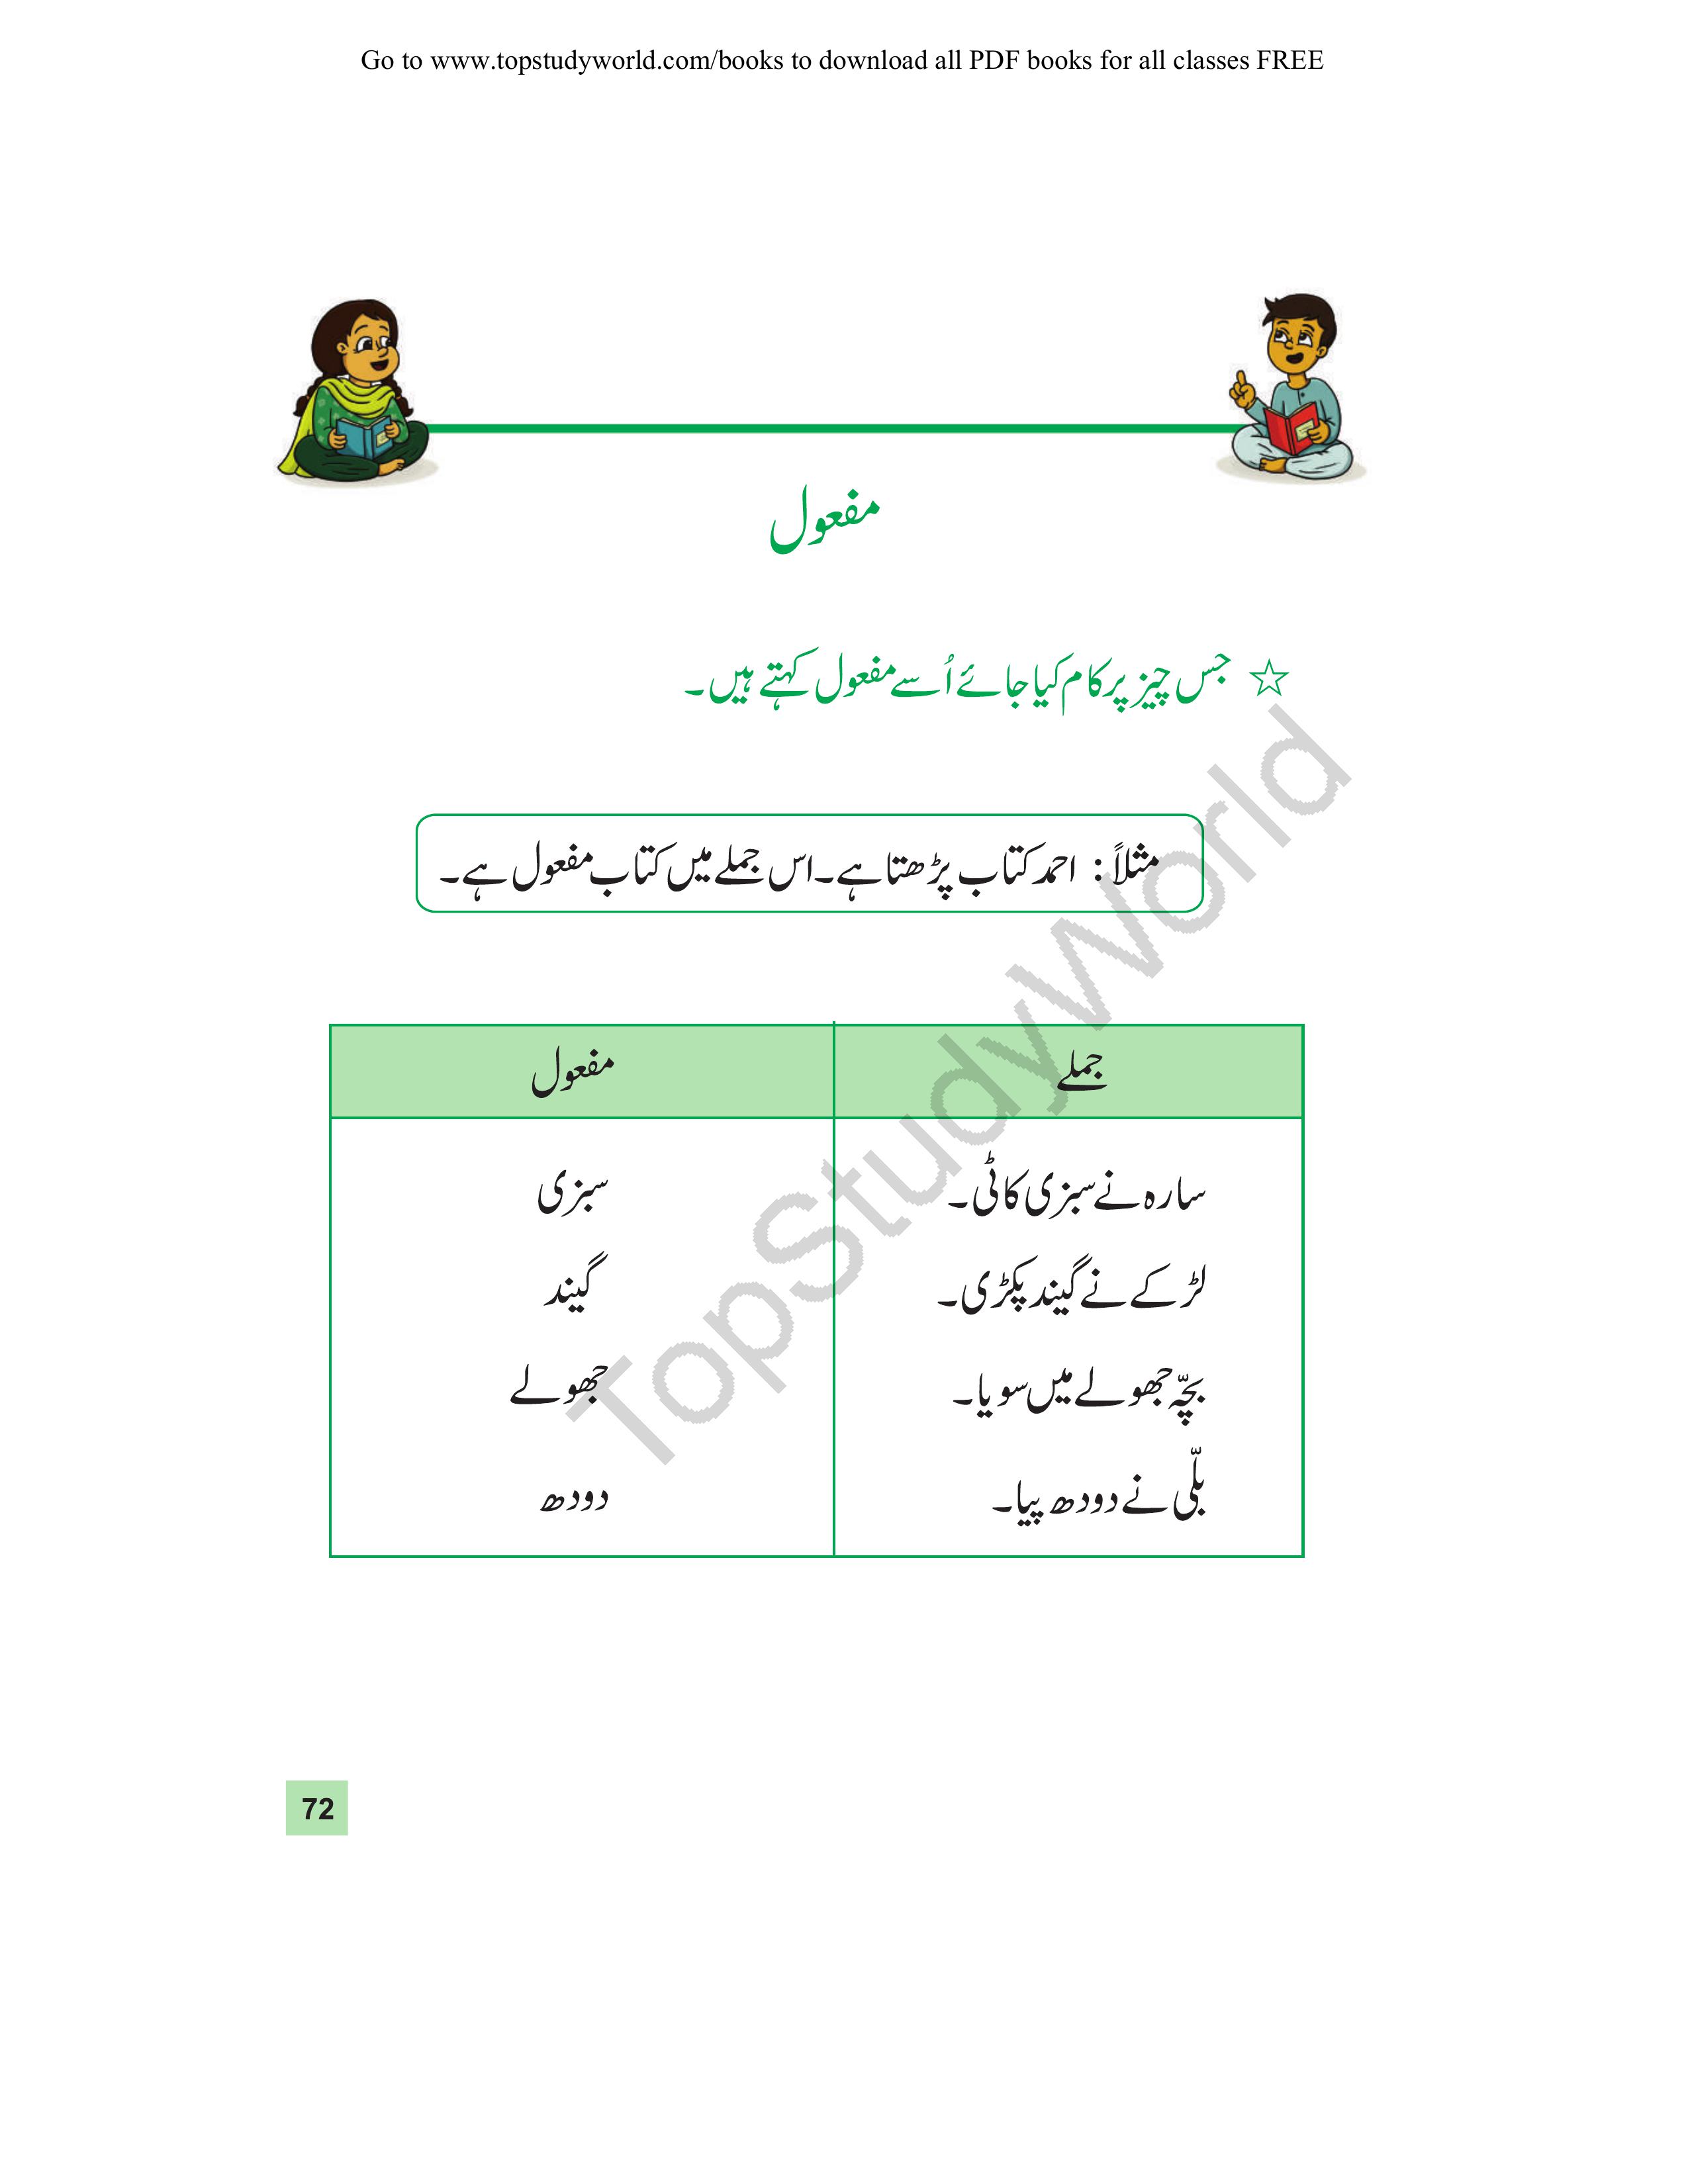 Go to www.topstudyworld.com/books to download all PDF books for all classes FREE
مفعول
☆ جس چیز پر کام کیا جائے اُسے مفعول کہتے ہیں۔
مثلاً: احمد کتاب پڑھتا ہے۔ اس جملے میں کتاب مفعول ہے۔
جملے مفعول
سارہ نے سبزی کاٹی۔ سبزی
لڑکے نے گیند پکڑی۔ گیند
بچّہ جھولے میں سویا۔ جھولے
بلّی نے دودھ پیا۔ دودھ
TopStudyWorld
72